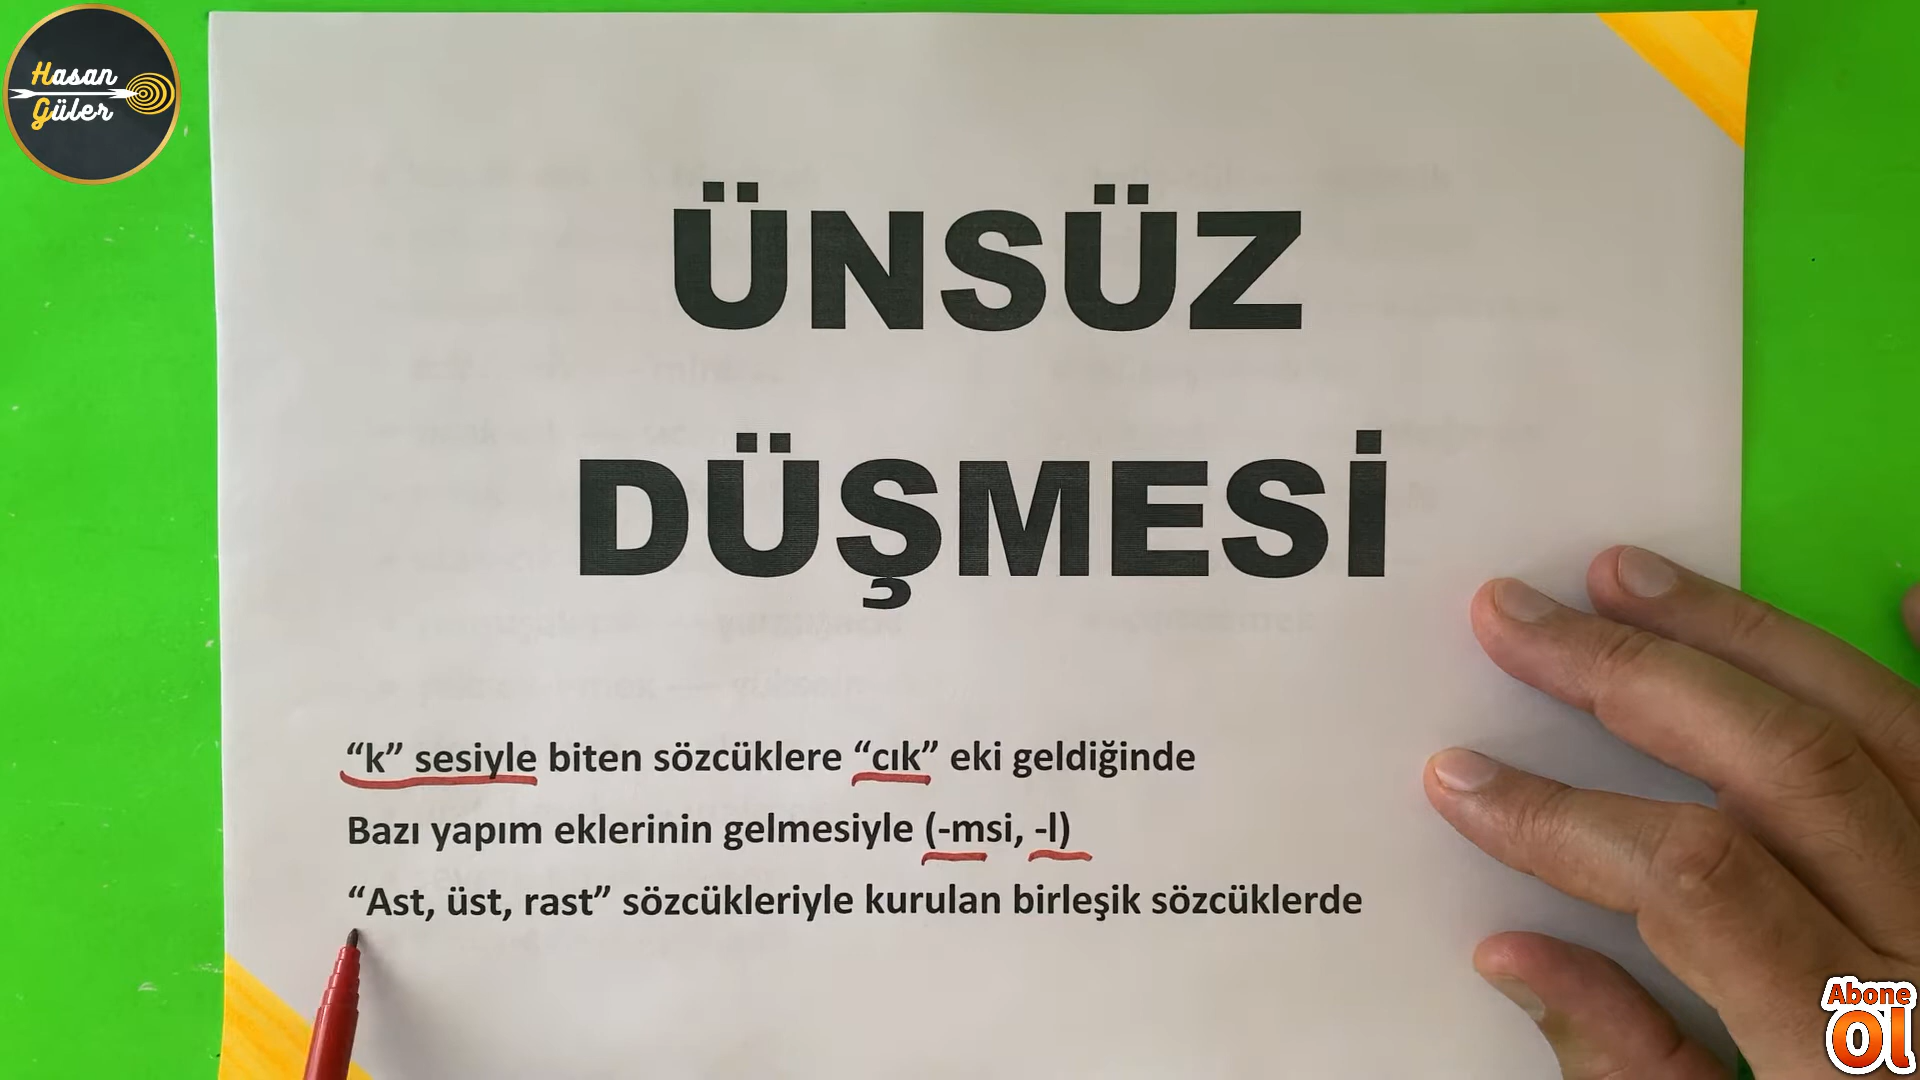 Hasan
Güler
ÜNSÜZ
DÜŞMESİ
“k” sesiyle biten sözcüklere “cık” eki geldiğinde
Bazı yapım eklerinin gelmesiyle (-msi, -l)
“Ast, üst, rast” sözcükleriyle kurulan birleşik sözcüklerde
Abone
Ol